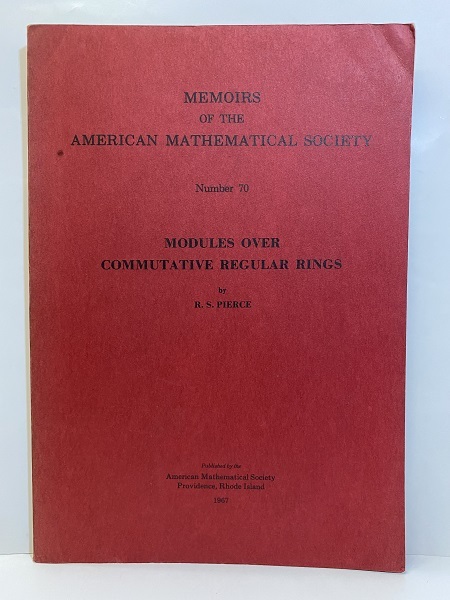 MEMOIRS
OF THE
AMERICAN MATHEMATICAL SOCIETY
Number 70
MODULES OVER
COMMUTATIVE REGULAR RINGS
by
R. S. PIERCE
Published by the
American Mathematical Society
Providence, Rhode Island
1967